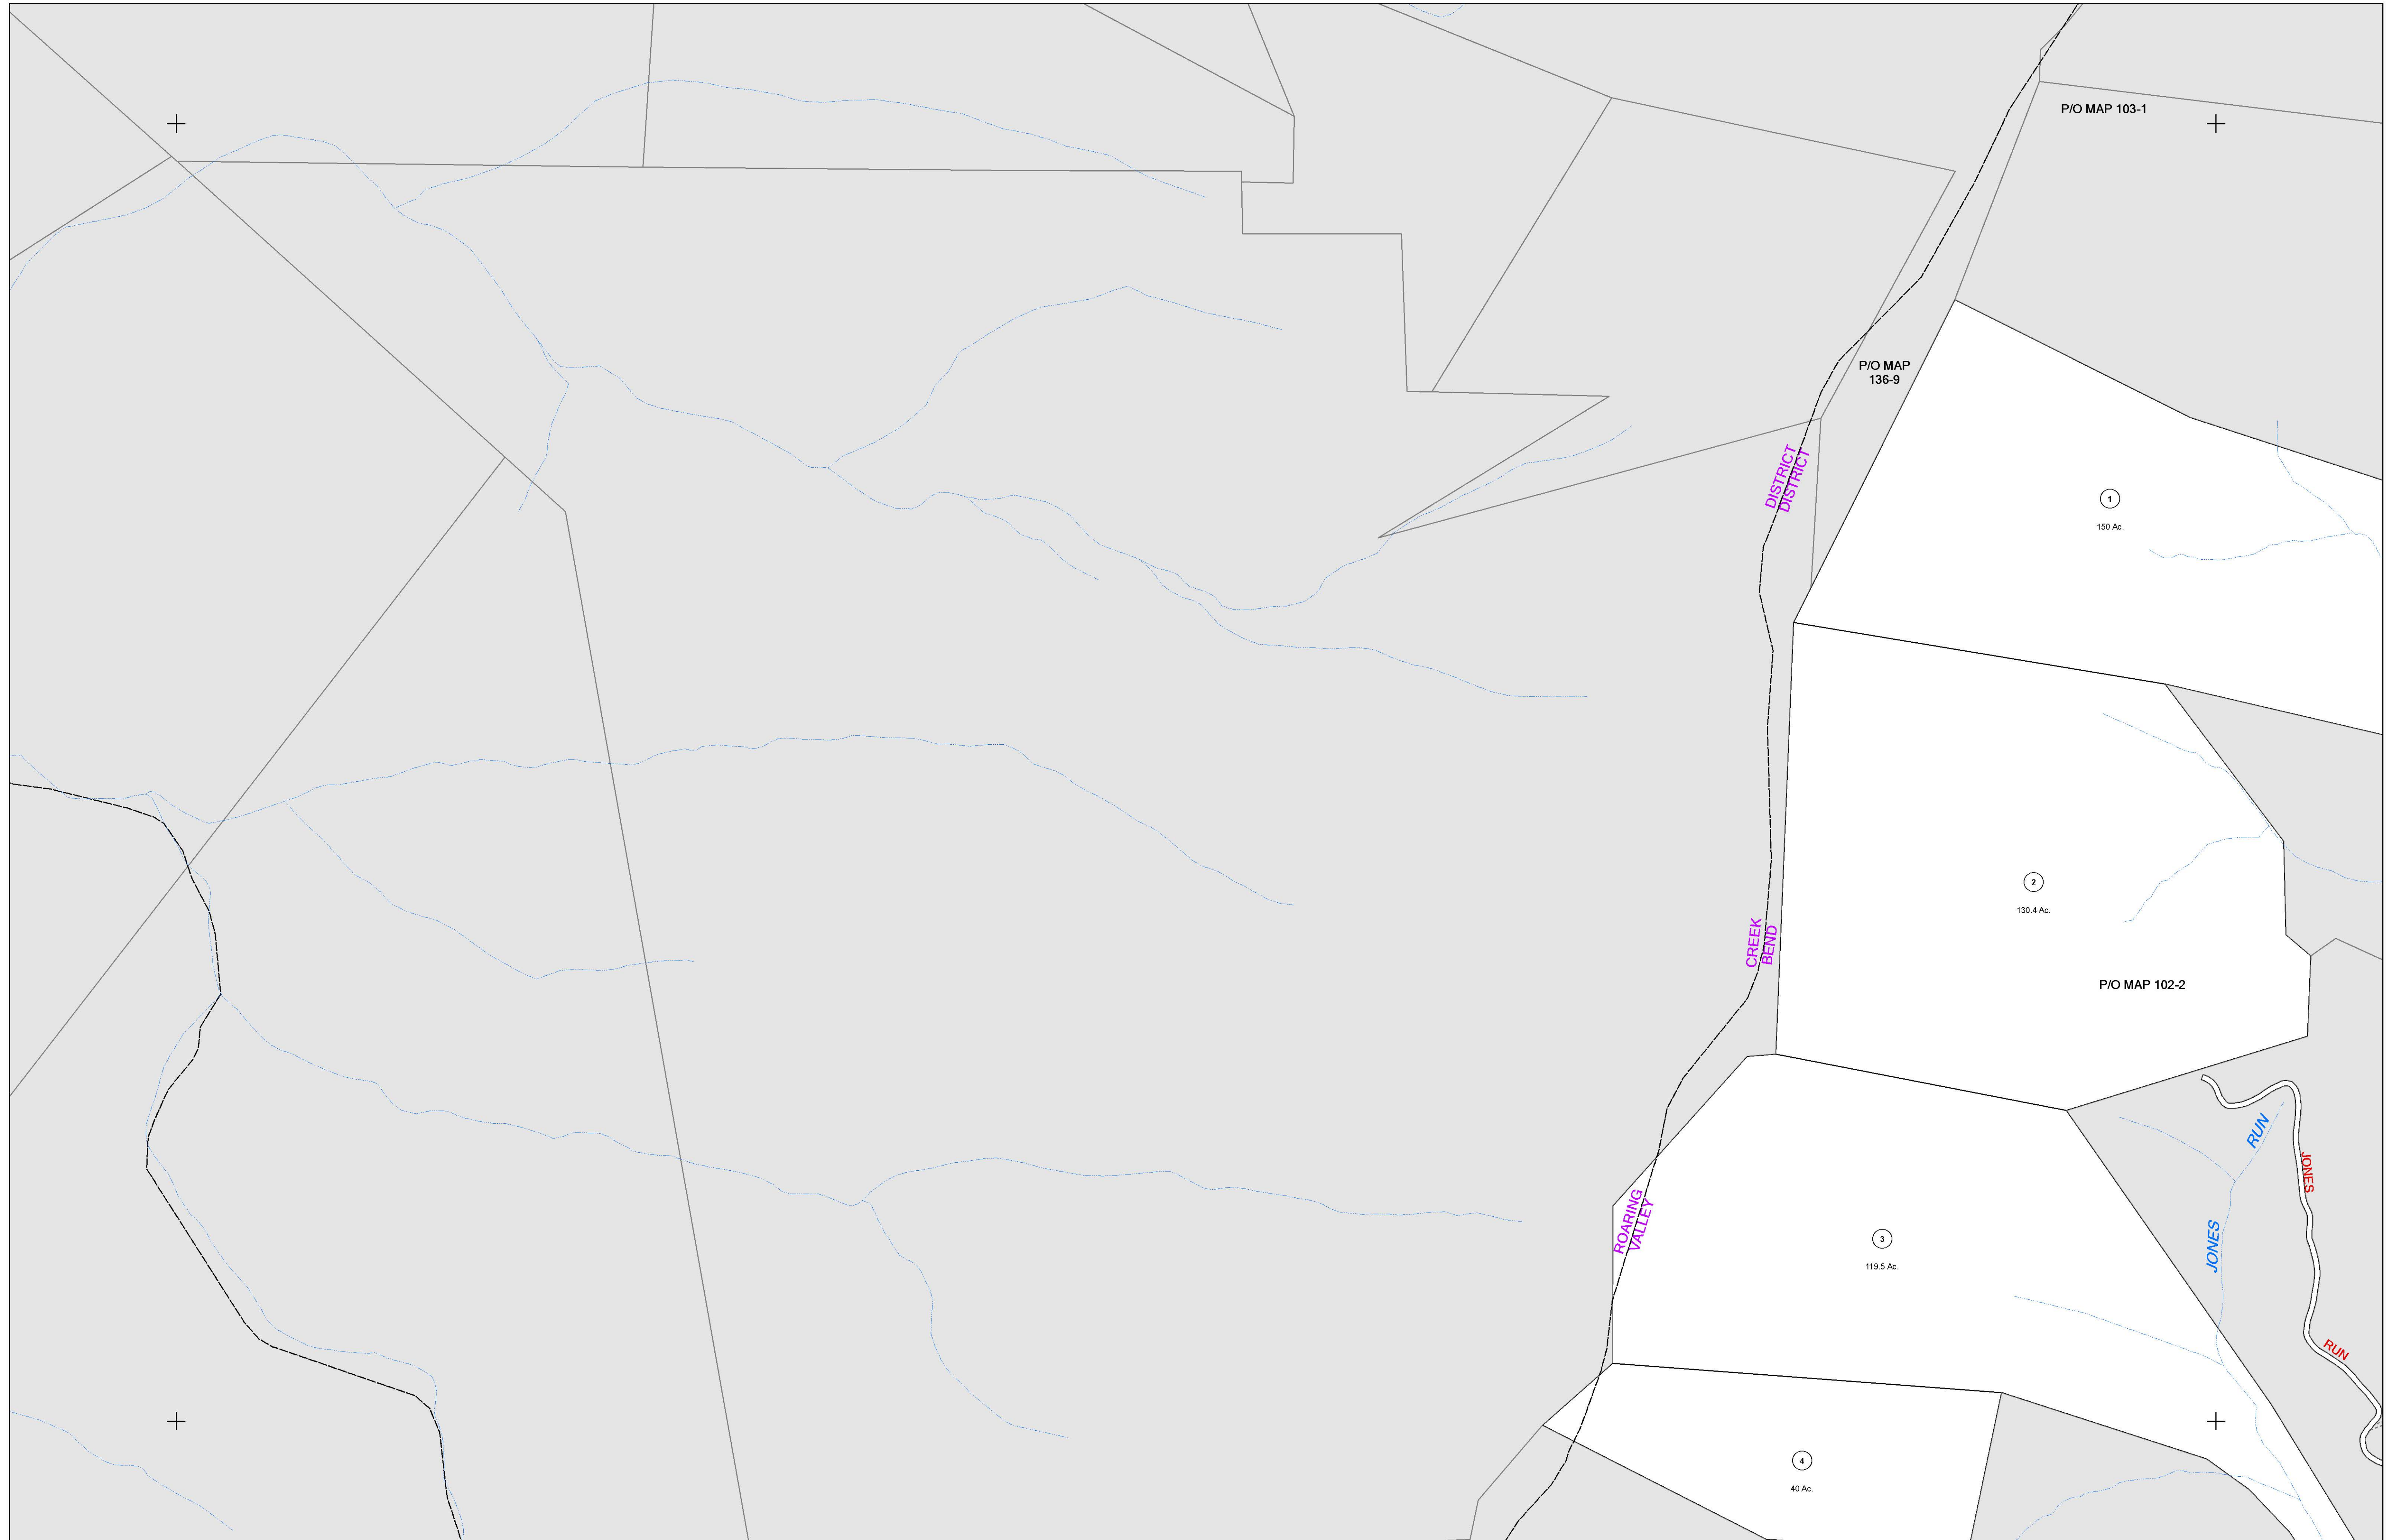 P/O MAP 103-1
P/O MAP
136-9
DISTRICT
DISTRICT
1
150 Ac.
2
130.4 Ac.
CREEK
BEND
P/O MAP 102-2
RUN
JONES
ROARING
VALLEY
JONES
3
119.5 Ac.
RUN
4
40 Ac.